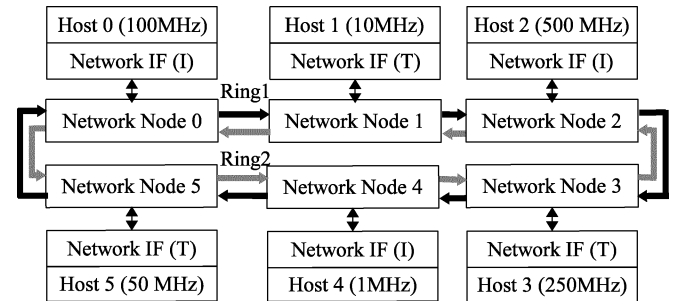 Host 0 (100MHz) Host 1 (10MHz) Host 2 (500 MHz)
Network IF (I) Network IF (T) Network IF (I)
Ring1
Network Node 0 Network Node 1 Network Node 2
Ring2
Network Node 5 Network Node 4 Network Node 3
Network IF (T) Network IF (I) Network IF (T)
Host 5 (50 MHz) Host 4 (1MHz) Host 3 (250MHz)